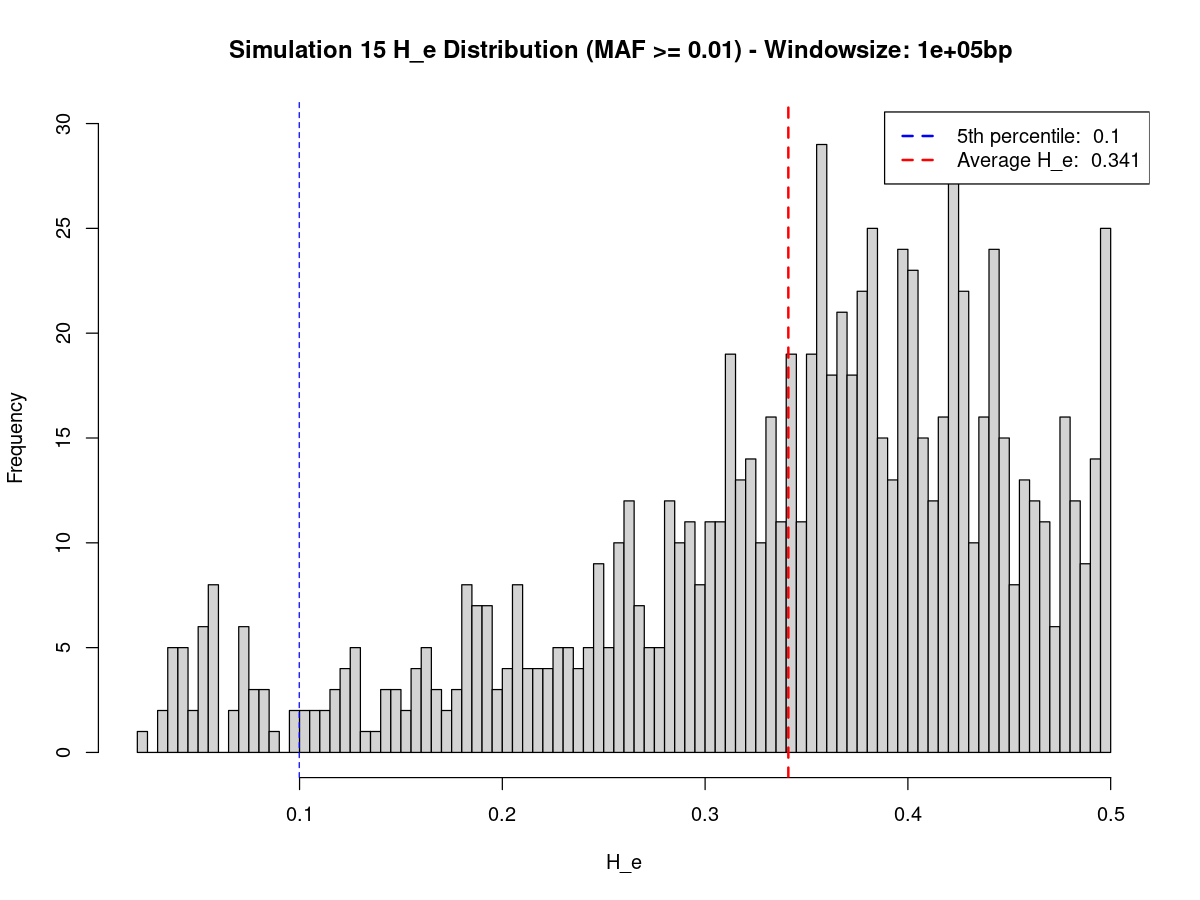 Simulation 15 H_e Distribution (MAF >= 0.01) - Windowsize: 1e+05bp
5th percentile: 0.1
Average H_e: 0.341
Frequency
30
25
20
15
10
5
0
0.1 0.2 0.3 0.4 0.5
H_e